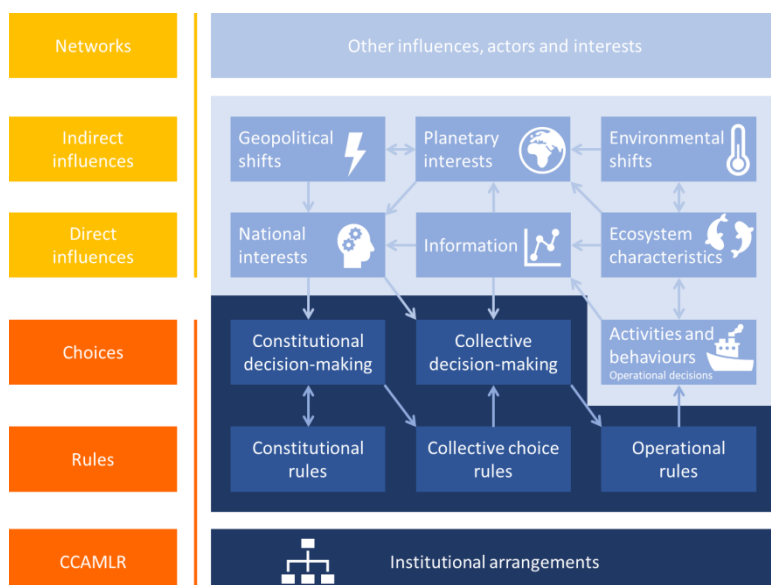 Networks
Other influences, actors and interests
Indirect
influences
Geopolitical
shifts
Planetary
interests
Environmental
shifts
Direct
influences
National
interests
Information
Ecosystem
characteristics
Choices
Constitutional
decision-making
Collective
decision-making
Activities and
behaviours
Operational decisions
Rules
Constitutional
rules
Collective choice
rules
Operational
rules
CCAMLR
Institutional arrangements